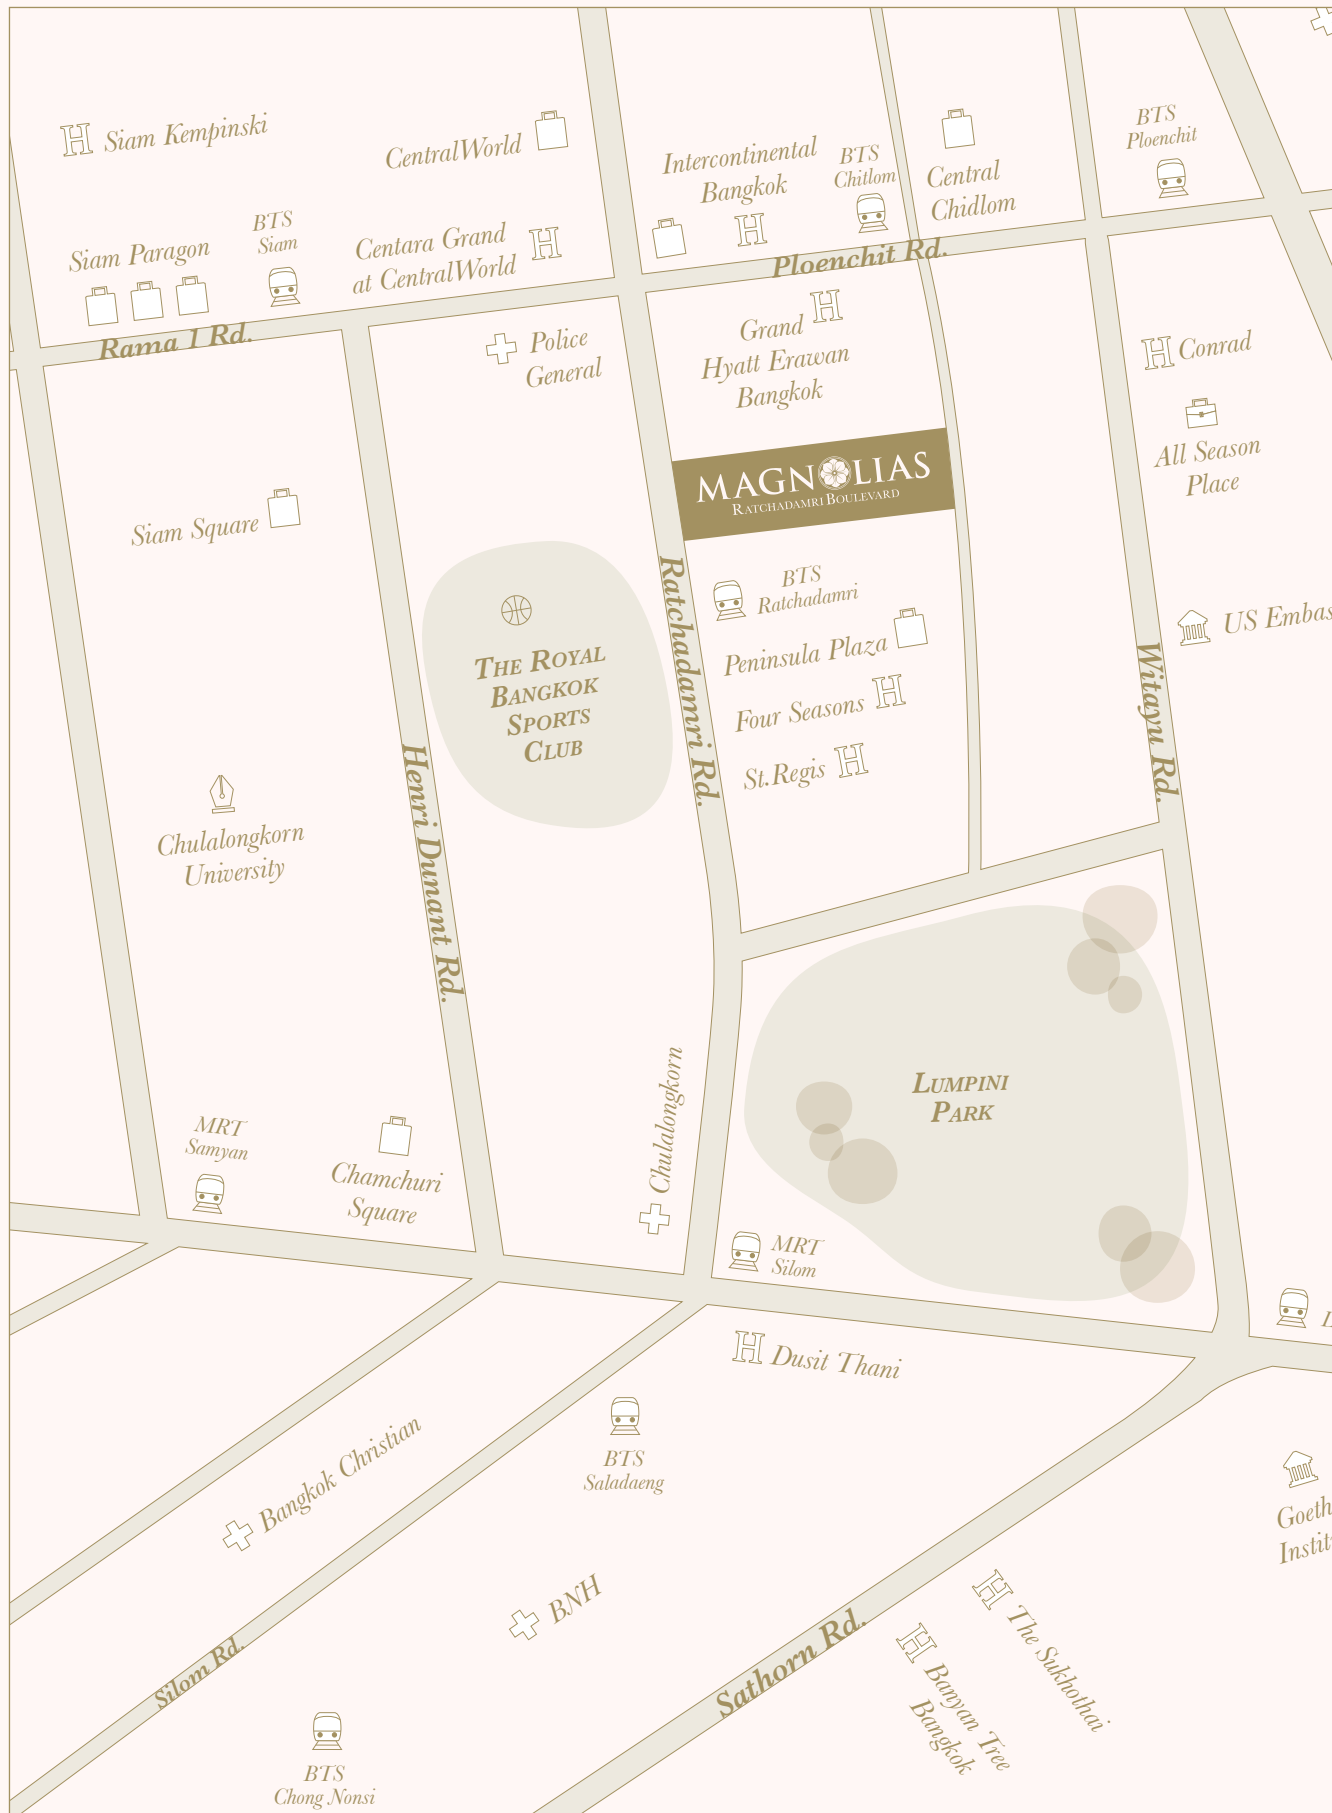 Siam Kempinski
CentralWorld
BTS
Siam
Siam Paragon
Centara Grand
at CentralWorld
Intercontinental
Bangkok
BTS
Chitlom
Central
Chidlom
BTS
Ploenchit
Ploenchit Rd.
Rama 1 Rd.
Police
General
Grand
Hyatt Erawan
Bangkok
Conrad
All Season
Place
MAGNOLIAS
RATCHADAMRI BOULEVARD
Siam Square
THE ROYAL
BANGKOK
SPORTS
CLUB
Ratchadamri Rd.
BTS
Ratchadamri
Peninsula Plaza
Four Seasons
St.Regis
US Embas
Witayu Rd.
Henri Dunant Rd.
Chulalongkorn
University
LUMPINI
PARK
Chulalongkorn
MRT
Samyan
Chamchuri
Square
MRT
Silom
Dusit Thani
BTS
Saladaeng
Bangkok Christian
BNH
Goeth
Instit
Silom Rd.
Sathorn Rd.
The Sukhothai
Banyan Tree
Bangkok
BTS
Chong Nonsi